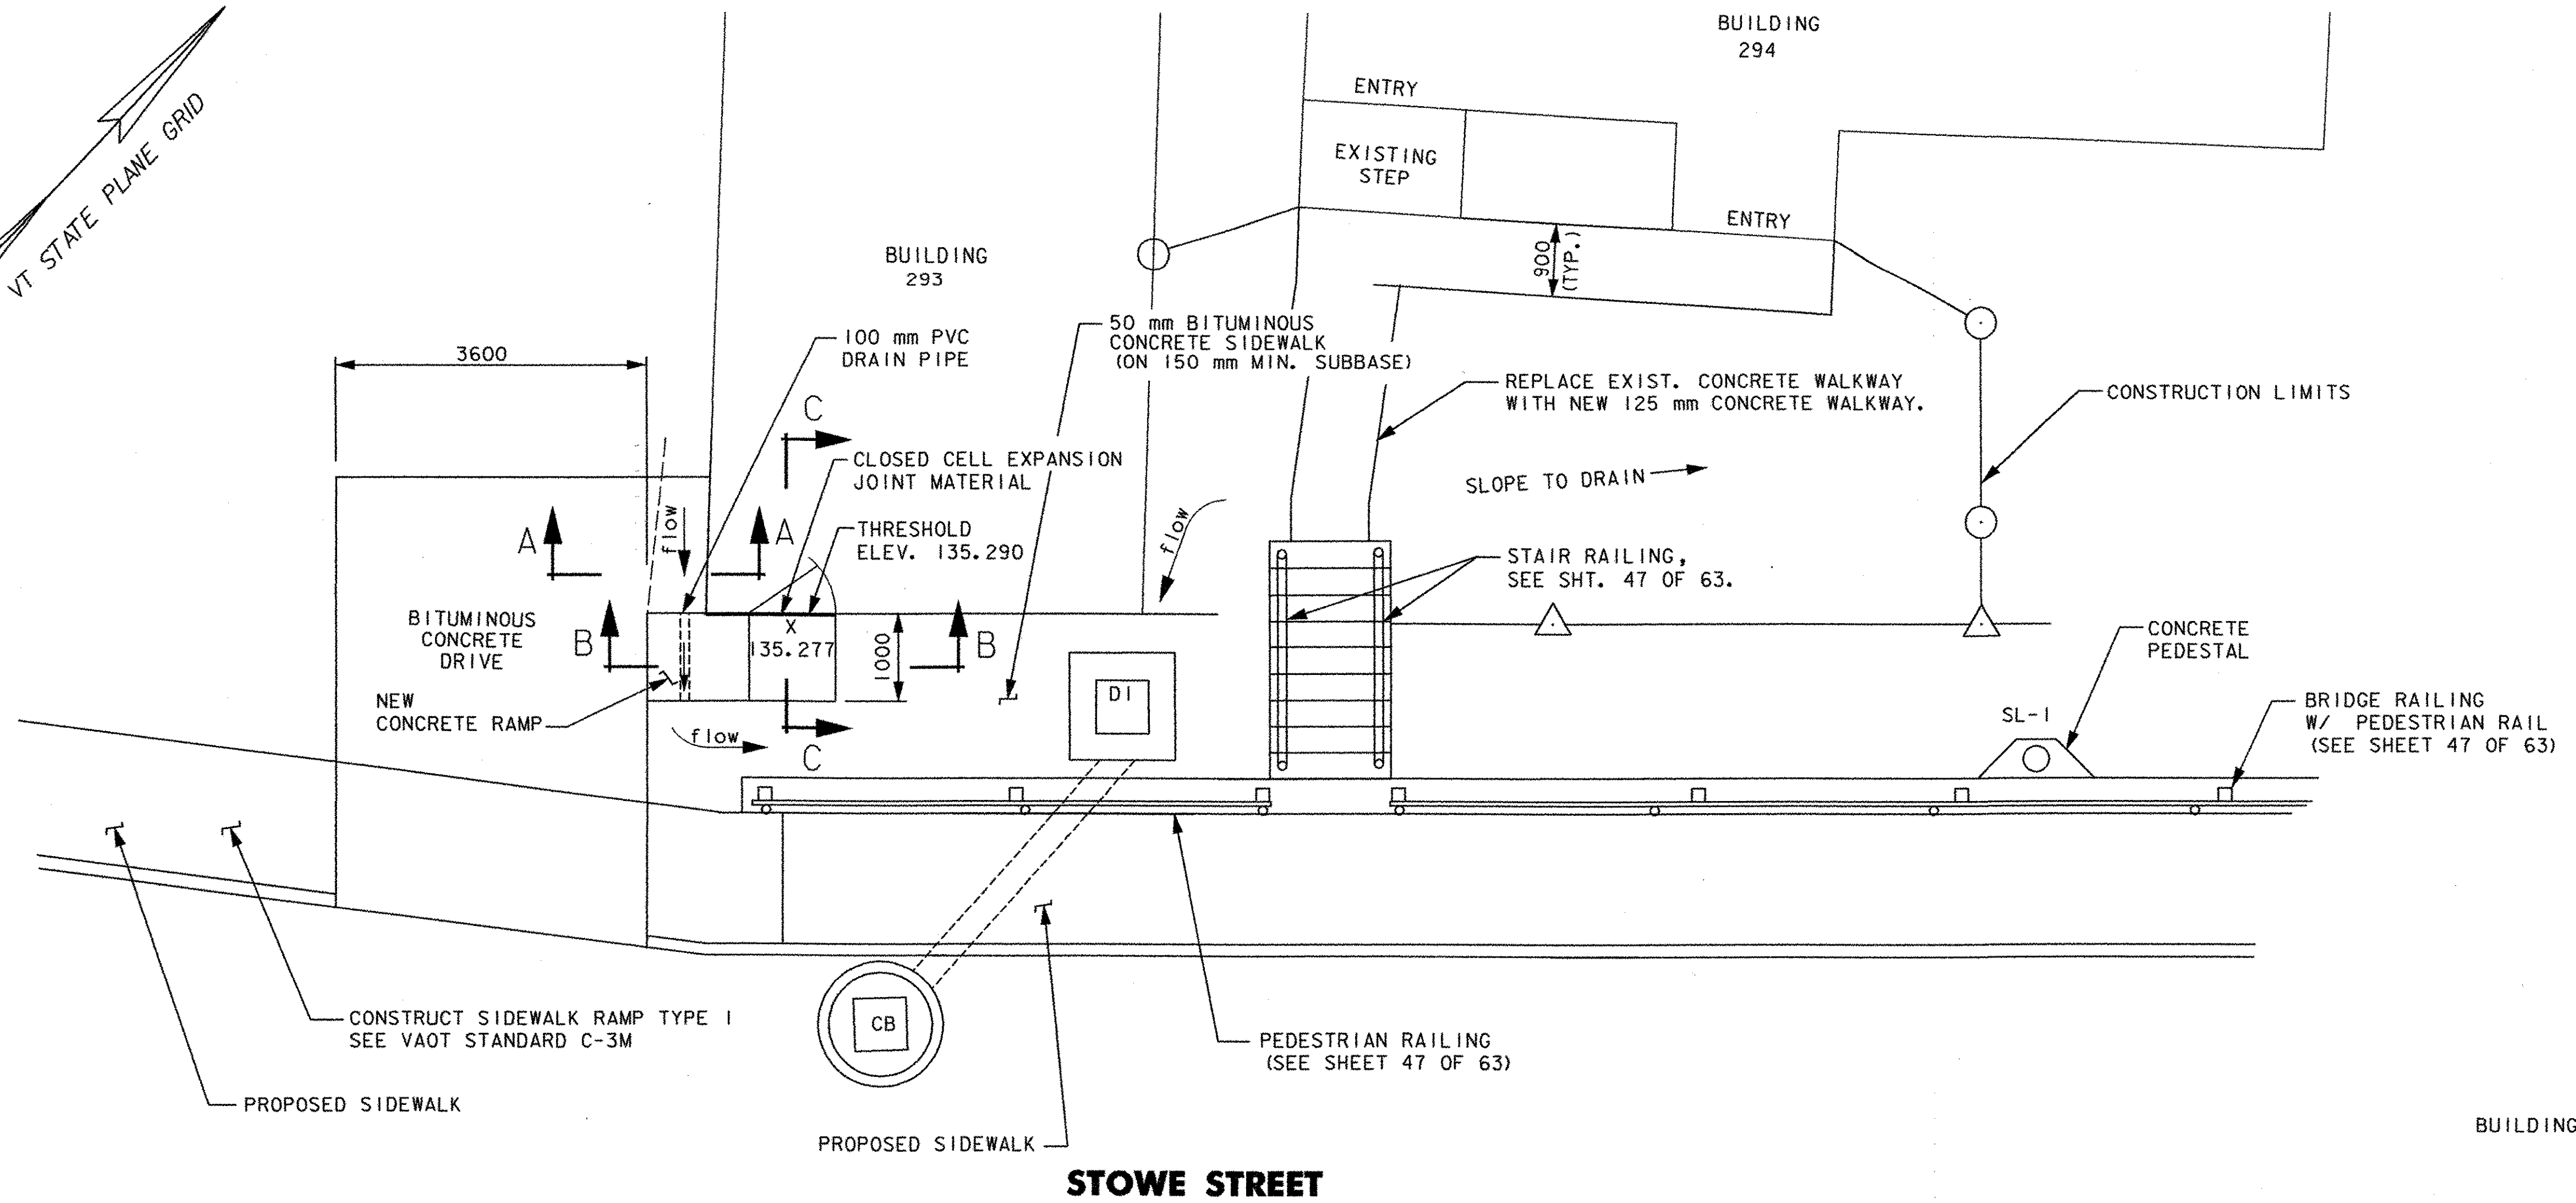 BUILDING
294
ENTRY
VT STATE PLANE GRID
EXISTING
STEP
ENTRY
BUILDING
293
900
(TYP.)
50 mm BITUMINOUS
CONCRETE SIDEWALK
(ON 150 mm MIN. SUBBASE)
100 mm PVC
DRAIN PIPE
3600
REPLACE EXIST. CONCRETE WALKWAY
WITH NEW 125 mm CONCRETE WALKWAY.
CONSTRUCTION LIMITS
C
CLOSED CELL EXPANSION
JOINT MATERIAL
SLOPE TO DRAIN
A
flow
A
THRESHOLD
ELEV. 135.290
flow
STAIR RAILING,
SEE SHT. 47 OF 63.
BITUMINOUS
CONCRETE
DRIVE
B
X
135.277
1000
B
CONCRETE
PEDESTAL
NEW
CONCRETE RAMP
DI
SL-1
BRIDGE RAILING
W/ PEDESTRIAN RAIL
(SEE SHEET 47 OF 63)
flow
C
CONSTRUCT SIDEWALK RAMP TYPE 1
SEE VAOT STANDARD C-3M
CB
PEDESTRIAN RAILING
(SEE SHEET 47 OF 63)
PROPOSED SIDEWALK
BUILDING
PROPOSED SIDEWALK
STOWE STREET